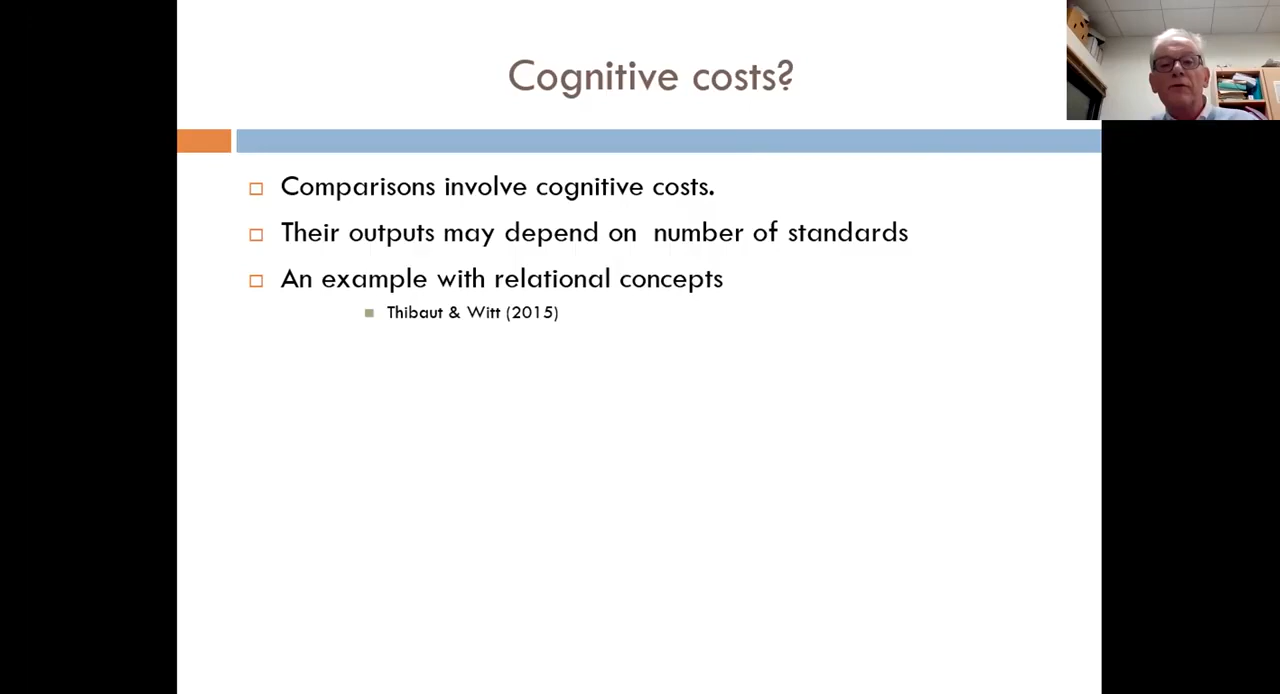 Cognitive costs?
Comparisons involve cognitive costs.
Their outputs may depend on number of standards
An example with relational concepts
Thibaut & Witt (2015)